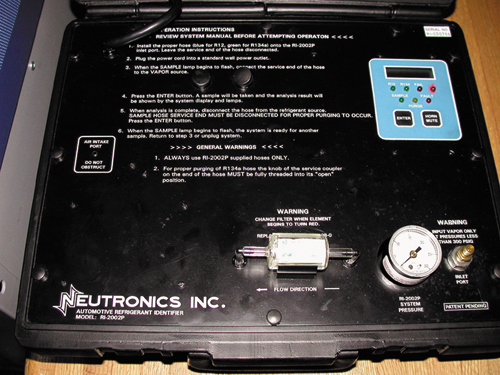 ERATION INSTRUCTIONS
REVIEW SYSTEM MANUAL BEFORE ATTEMPTING OPERATON <<<<
1. Install the proper hose (blue for R12, green for R134a) onto the RI-2002P
inlet port. Leave the service end of the hose disconnected.
2. Plug the power cord into a standard wall power outlet.
3. When the SAMPLE lamp begins to flash, the service end of the hose
to the VAPOR source.
4. Press the ENTER button. A sample will be taken and the analysis result will
be shown by the system display and lamps.
5. When analysis is complete, disconnect hose from the refrigerant source.
SAMPLE HOSE SERVICE END MUST BE DISCONNECTED FOR PROPER PURGING TO OCCUR.
Press the ENTER button.
6. When the SAMPLE lamp begins to flash, the system is ready for another
sample. Return to step 3 or unplug system.
>>>> GENERAL WARNINGS <<<<
1. ALWAYS use RI-2002P supplied hoses ONLY.
2. For proper purging of R134a hose the knob of the service coupler
on the end of the hose MUST be fully threaded into its "open"
position.
AIR INTAKE
PORT
DO NOT
OBSTRUCT
SERIAL NO.
R12
R134
FAIL
SAMPLE
FAULT
PURGE
ENTER
HORN
MUTE
WARNING
CHANGE FILTER WHEN ELEMENT
BEGINS TO TURN RED.
REPL
FLOW DIRECTION
WARNING
INPUT VAPOR ONLY
AT PRESSURES LESS
THAN 300 PSIG
INLET
PORT
RI-2002P
SYSTEM
PRESSURE
PATENT PENDING
NEUTRONICS INC.
AUTOMOTIVE REFRIGERANT IDENTIFIER
MODEL: RI-2002P